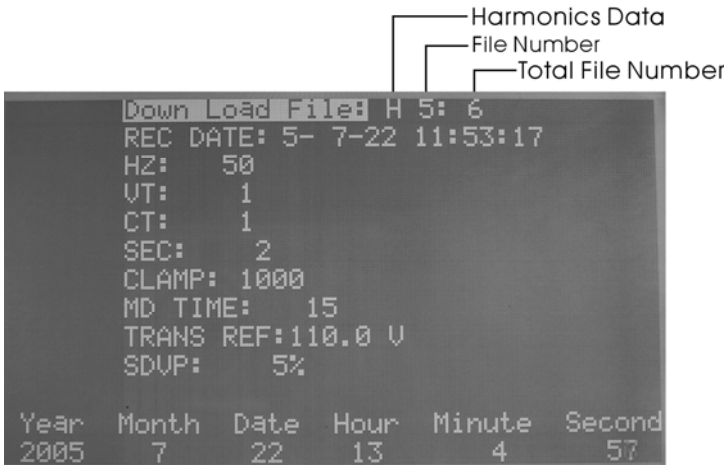 Harmonics Data
File Number
Total File Number
Down Load File: H 5: 6
REC DATE: 5- 7-22 11:53:17
HZ: 50
VT: 1
CT: 1
SEC: 2
CLAMP: 1000
MD TIME: 15
TRANS REF:110.0 V
SDVP: 5%
Year Month Date Hour Minute Second
2005 7 22 13 4 57